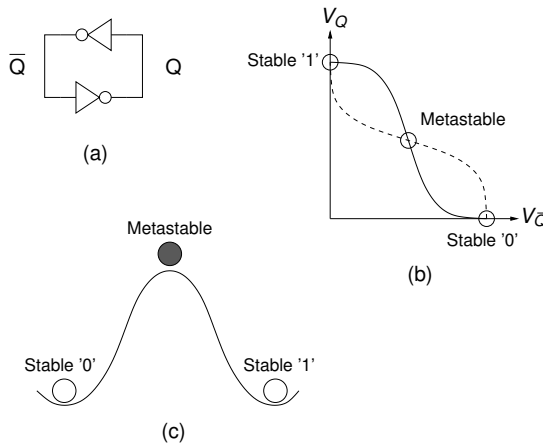 Q̅
Q
(a)
V_Q
Stable '1'
Metastable
V_Q̅
Stable '0'
(b)
Metastable
Stable '0'
Stable '1'
(c)